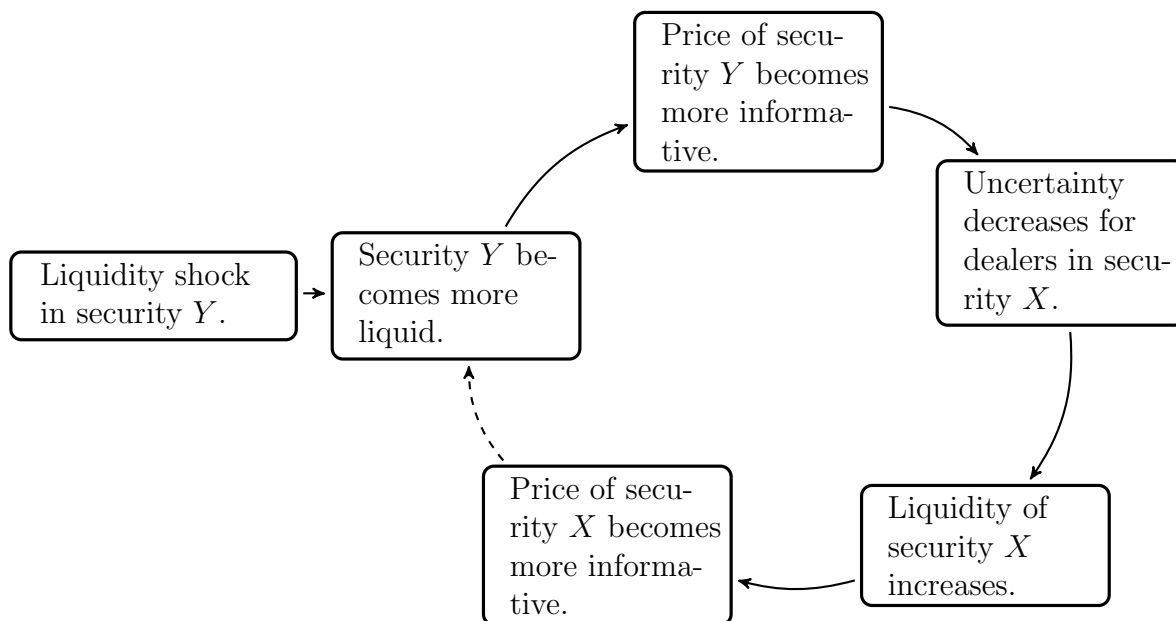 Liquidity shock
in security Y.
Security Y be-
comes more
liquid.
Price of secu-
rity Y becomes
more informa-
tive.
Uncertainty
decreases for
dealers in secu-
rity X.
Liquidity of
security X
increases.
Price of secu-
rity X becomes
more informa-
tive.